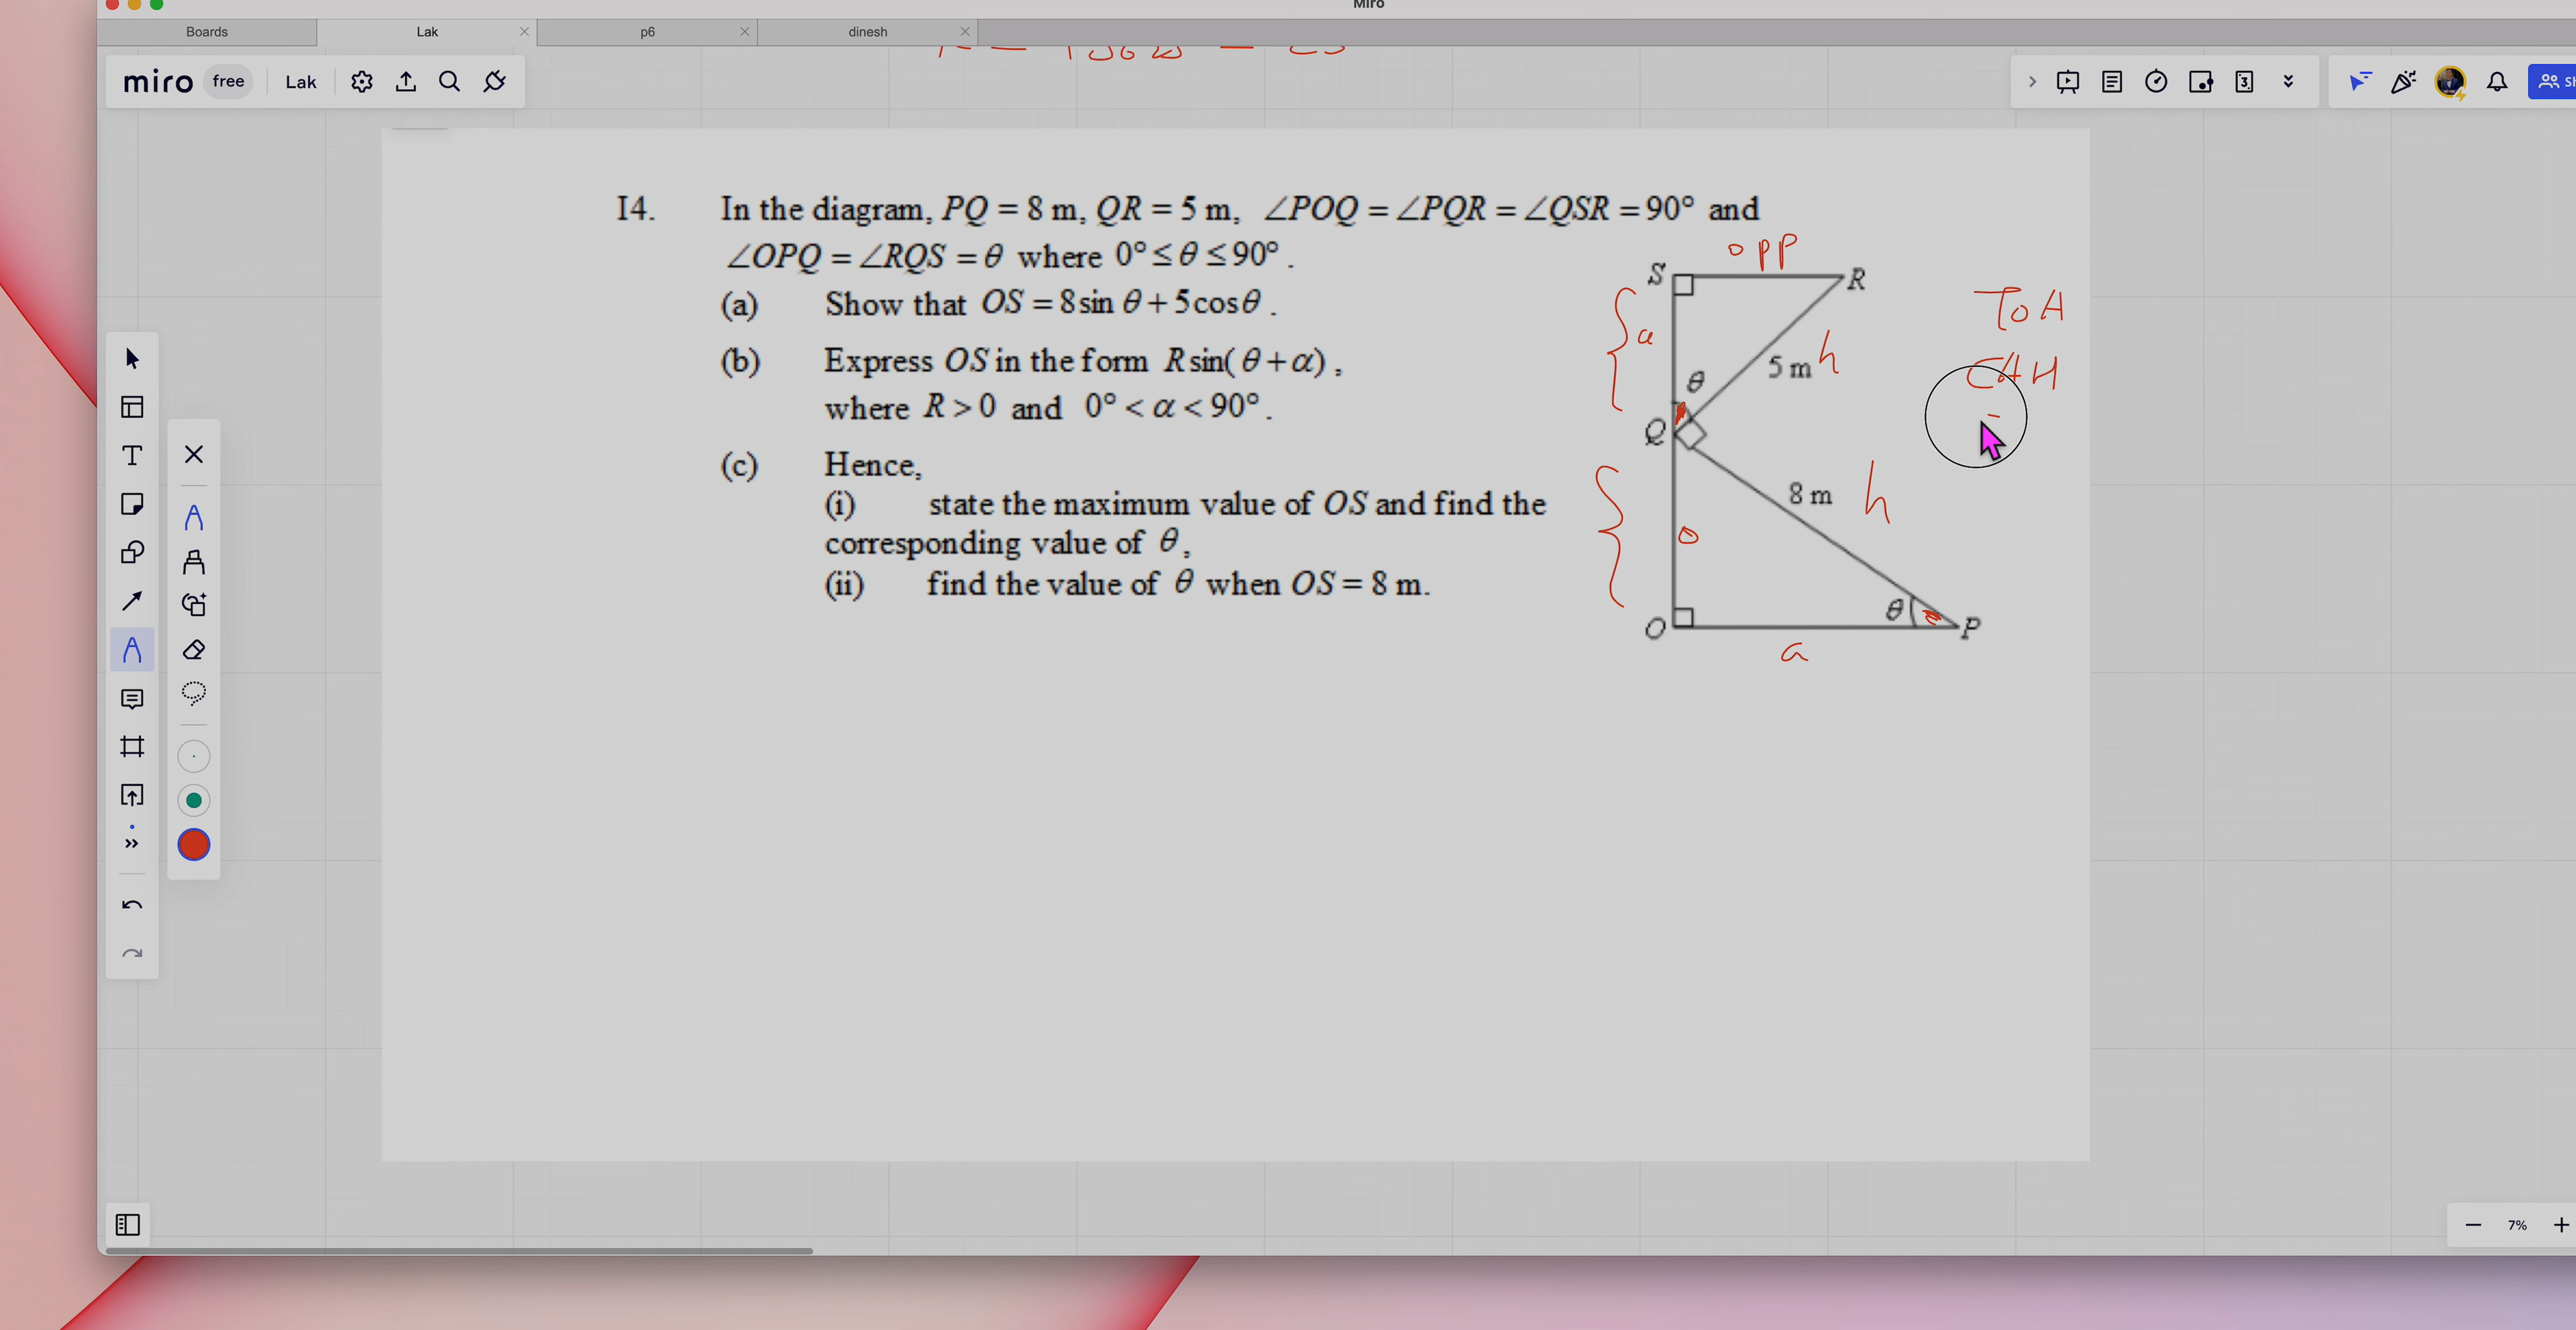 Miro
Boards
Lak
p6
dinesh
miro
free
Lak
3
I4. In the diagram, PQ = 8 m, QR = 5 m, ∠POQ = ∠PQR = ∠QSR = 90° and
∠OPQ = ∠RQS = θ where 0° ≤ θ ≤ 90°.
(a) Show that OS = 8 sin θ + 5 cos θ.
(b) Express OS in the form R sin( θ + α) ,
where R > 0 and 0° < α < 90°.
(c) Hence,
(i) state the maximum value of OS and find the
corresponding value of θ ,
(ii) find the value of θ when OS = 8 m.
opp
S
R
a
5 m
h
θ
Q
8 m
h
o
O
θ
P
a
TOA
CAH
7%